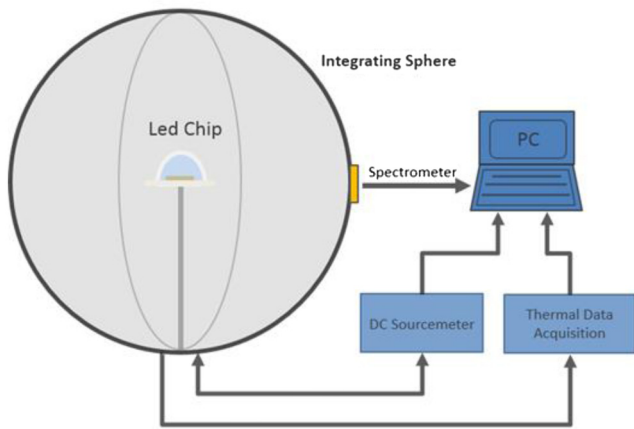 Integrating Sphere
Led Chip
PC
Spectrometer
DC Sourcemeter
Thermal Data
Acquisition